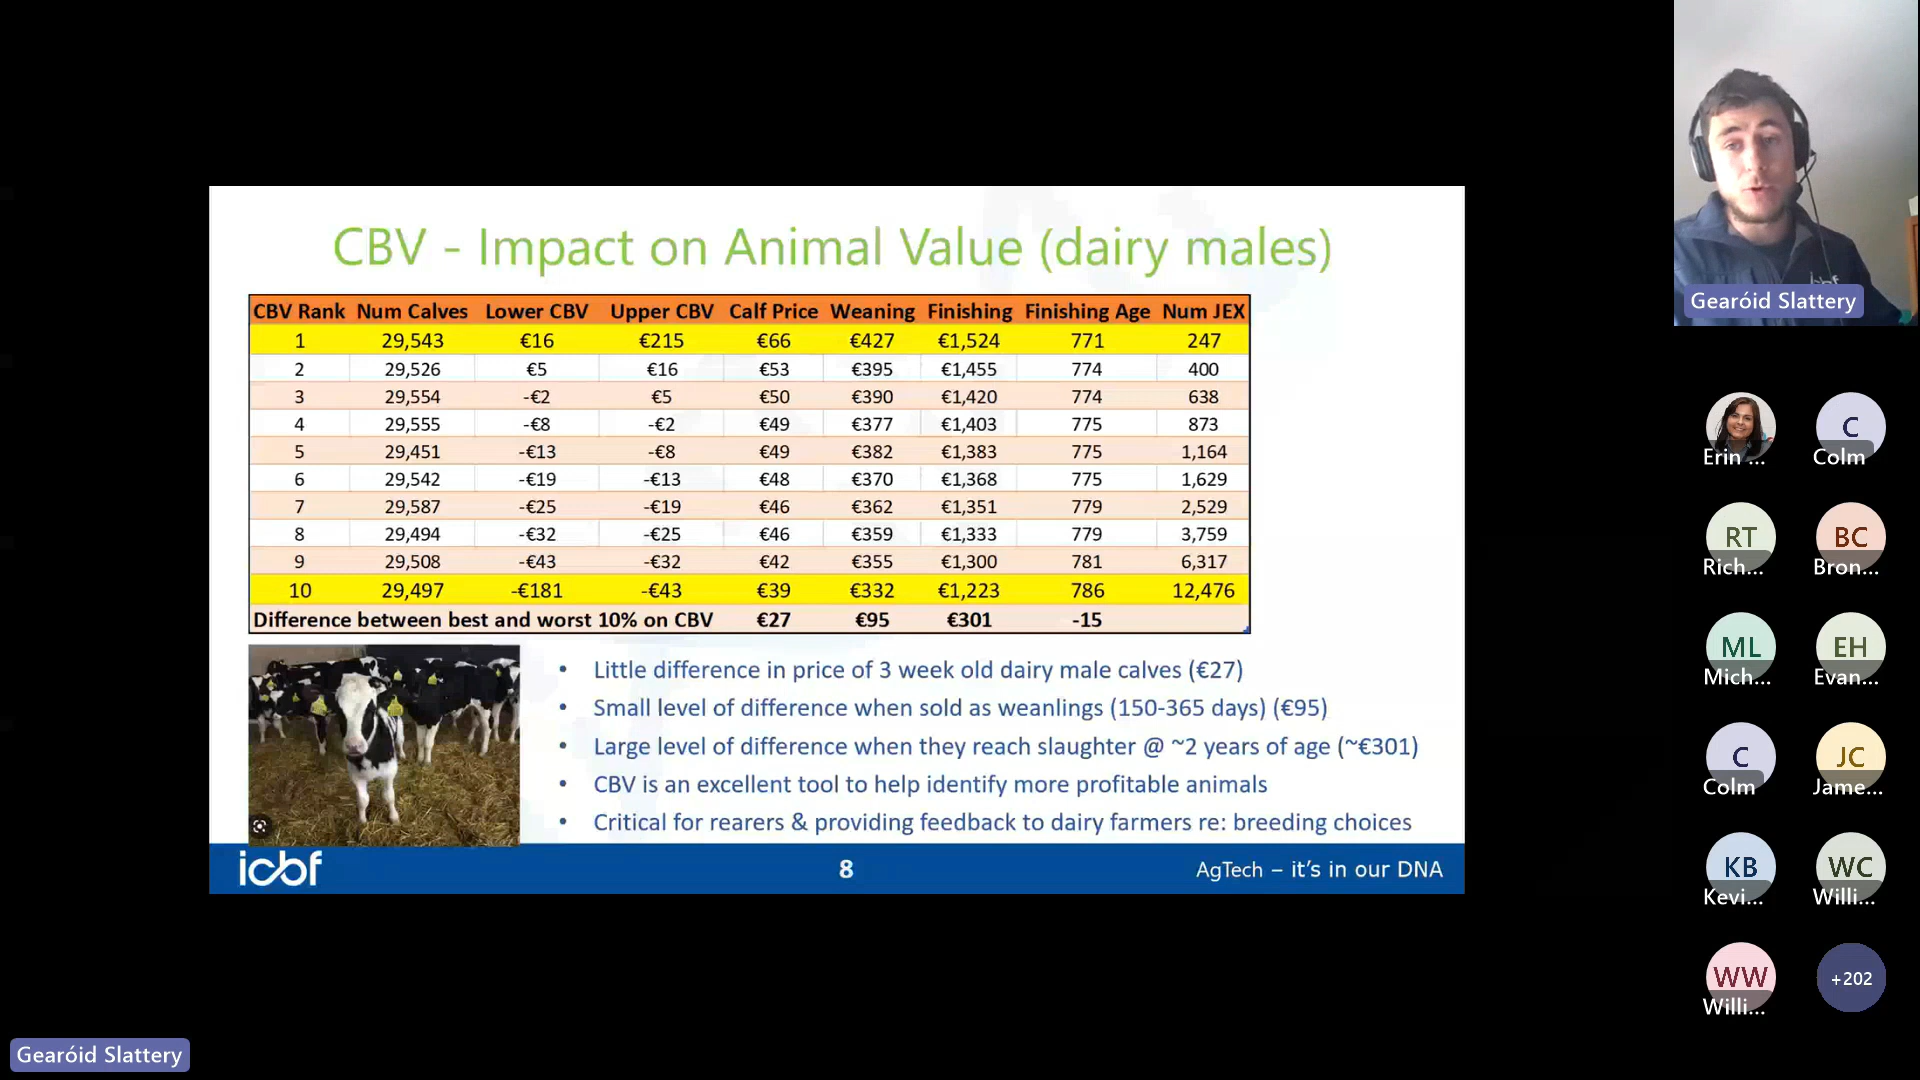 CBV - Impact on Animal Value (dairy males)
CBV Rank Num Calves Lower CBV Upper CBV Calf Price Weaning Finishing Finishing Age Num JEX
1 29,543 €16 €215 €66 €427 €1,524 771 247
2 29,526 €5 €16 €53 €395 €1,455 774 400
3 29,554 -€2 €5 €50 €390 €1,420 774 638
4 29,555 -€8 -€2 €49 €377 €1,403 775 873
5 29,451 -€13 -€8 €49 €382 €1,383 775 1,164
6 29,542 -€19 -€13 €48 €370 €1,368 775 1,629
7 29,587 -€25 -€19 €46 €362 €1,351 779 2,529
8 29,494 -€32 -€25 €46 €359 €1,333 779 3,759
9 29,508 -€43 -€32 €42 €355 €1,300 781 6,317
10 29,497 -€181 -€43 €39 €332 €1,223 786 12,476
Difference between best and worst 10% on CBV €27 €95 €301 -15
• Little difference in price of 3 week old dairy male calves (€27)
• Small level of difference when sold as weanlings (150-365 days) (€95)
• Large level of difference when they reach slaughter @ ~2 years of age (~€301)
• CBV is an excellent tool to help identify more profitable animals
• Critical for rearers & providing feedback to dairy farmers re: breeding choices
icbf
8
AgTech – it's in our DNA
Gearóid Slattery
Erin ...
C
Colm
RT
Rich...
BC
Bron...
ML
Mich...
EH
Evan...
C
Colm
JC
Jame...
KB
Kevi...
WC
Willi...
WW
Willi...
+202
Gearóid Slattery